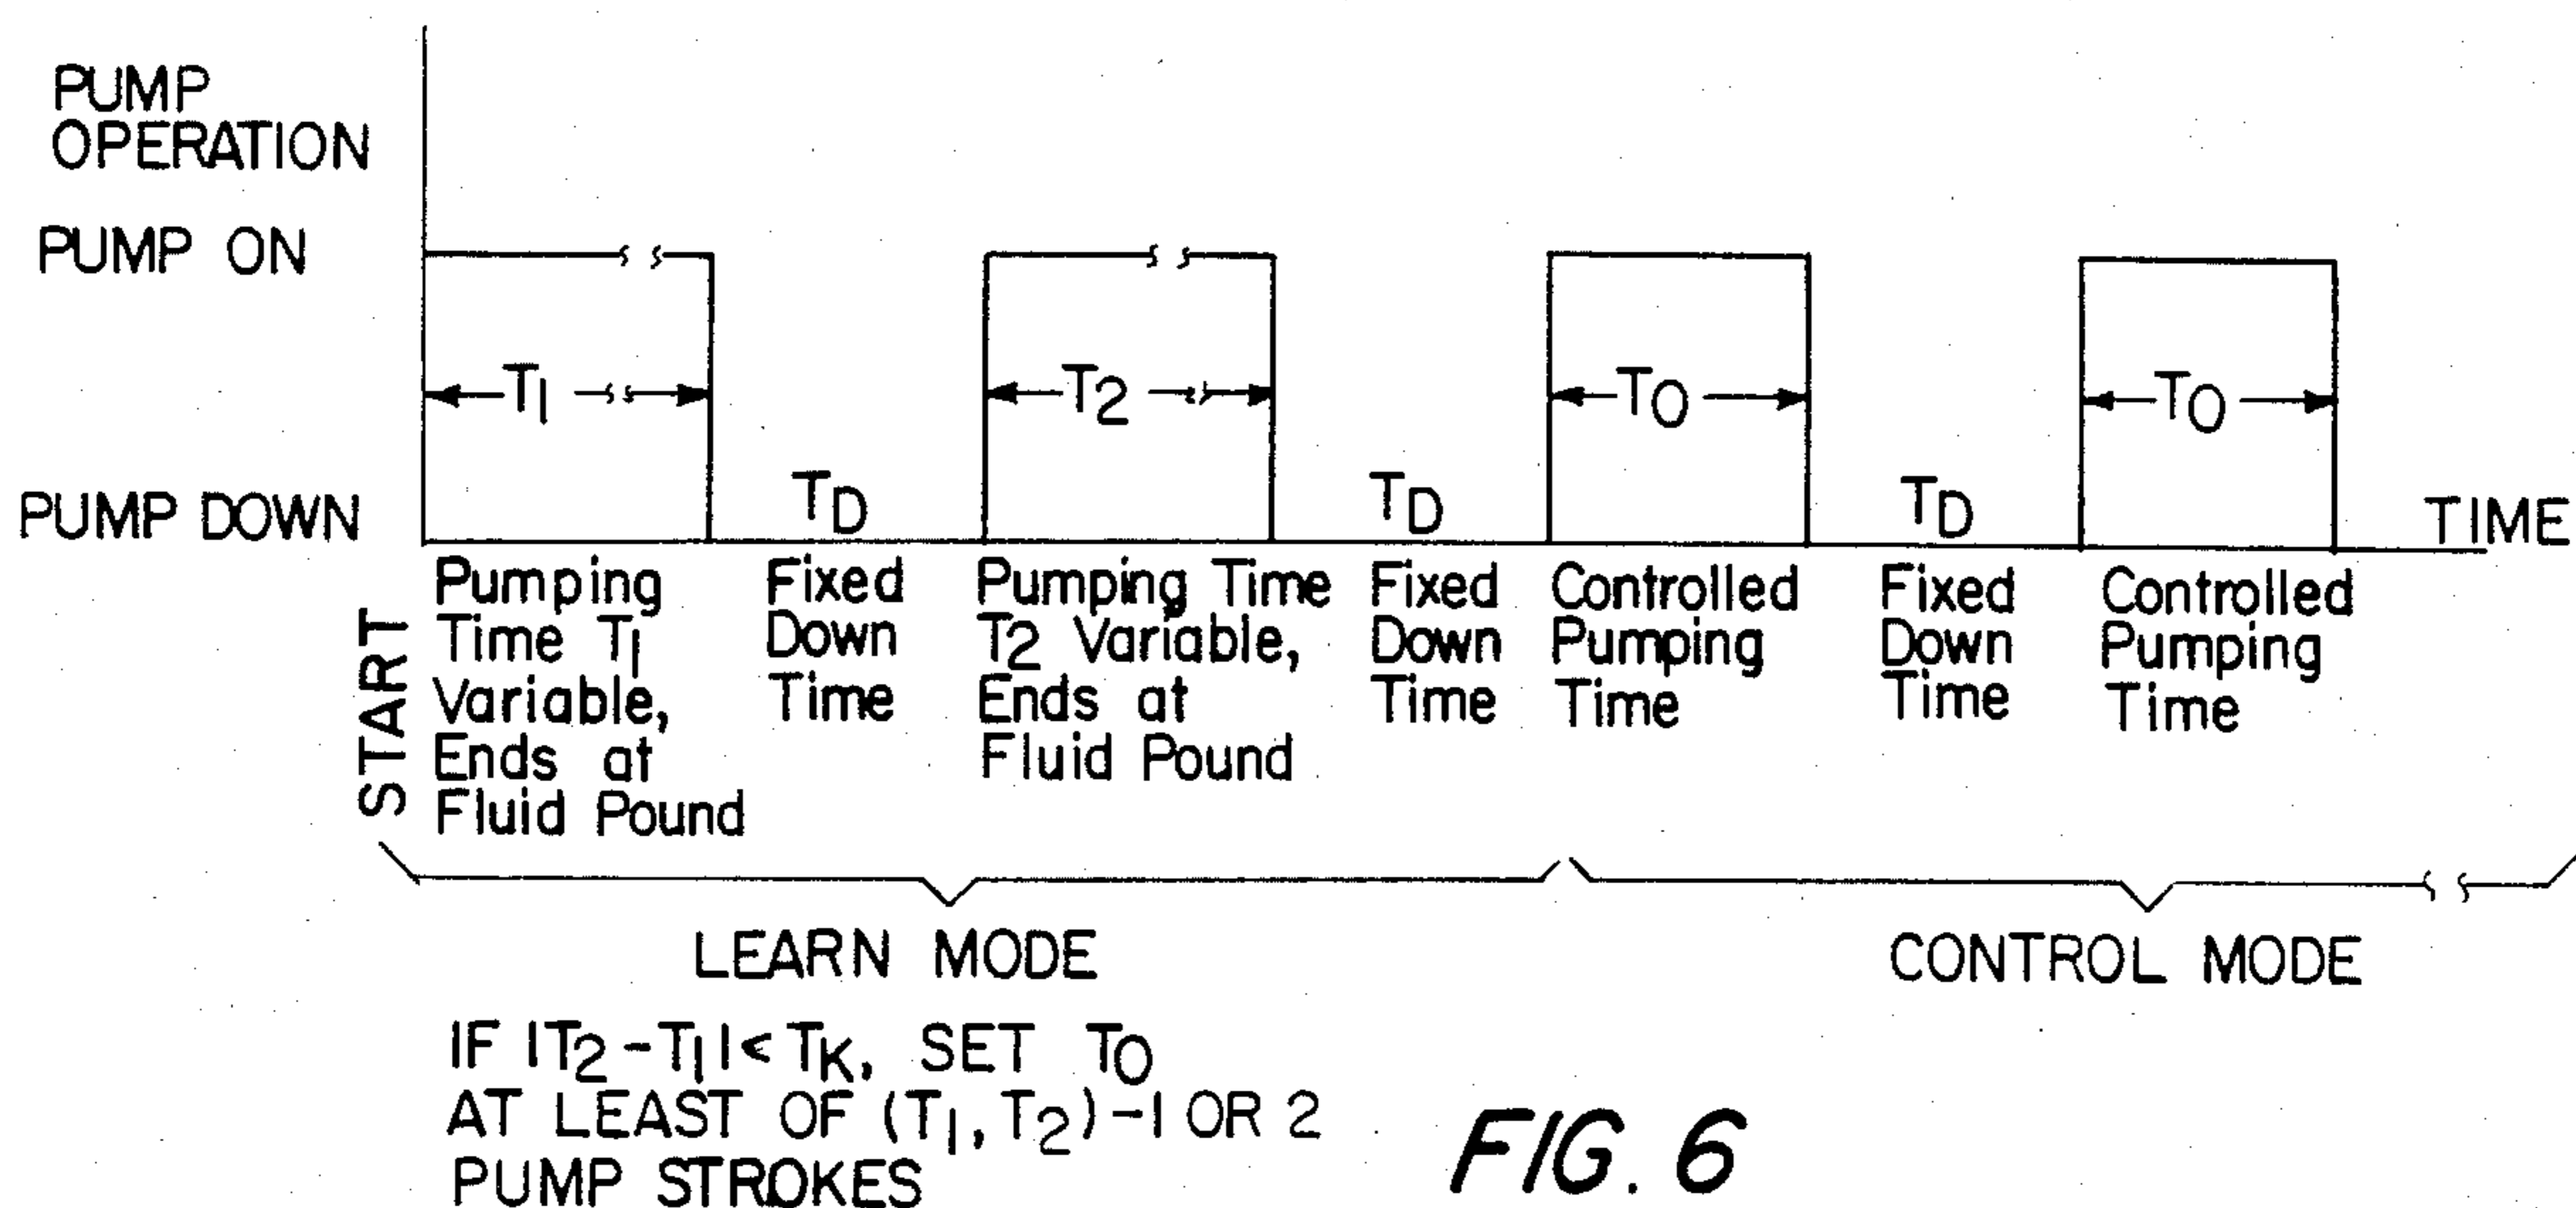 PUMP
OPERATION
PUMP ON
T1
T2
TO
TO
PUMP DOWN
TD
TD
TD
TIME
START
Pumping
Time T1
Variable,
Ends at
Fluid Pound
Fixed
Down
Time
Pumping Time
T2 Variable,
Ends at
Fluid Pound
Fixed
Down
Time
Controlled
Pumping
Time
Fixed
Down
Time
Controlled
Pumping
Time
LEARN MODE
CONTROL MODE
IF |T2-T1|< TK, SET TO
AT LEAST OF (T1, T2)-1 OR 2
PUMP STROKES
FIG. 6